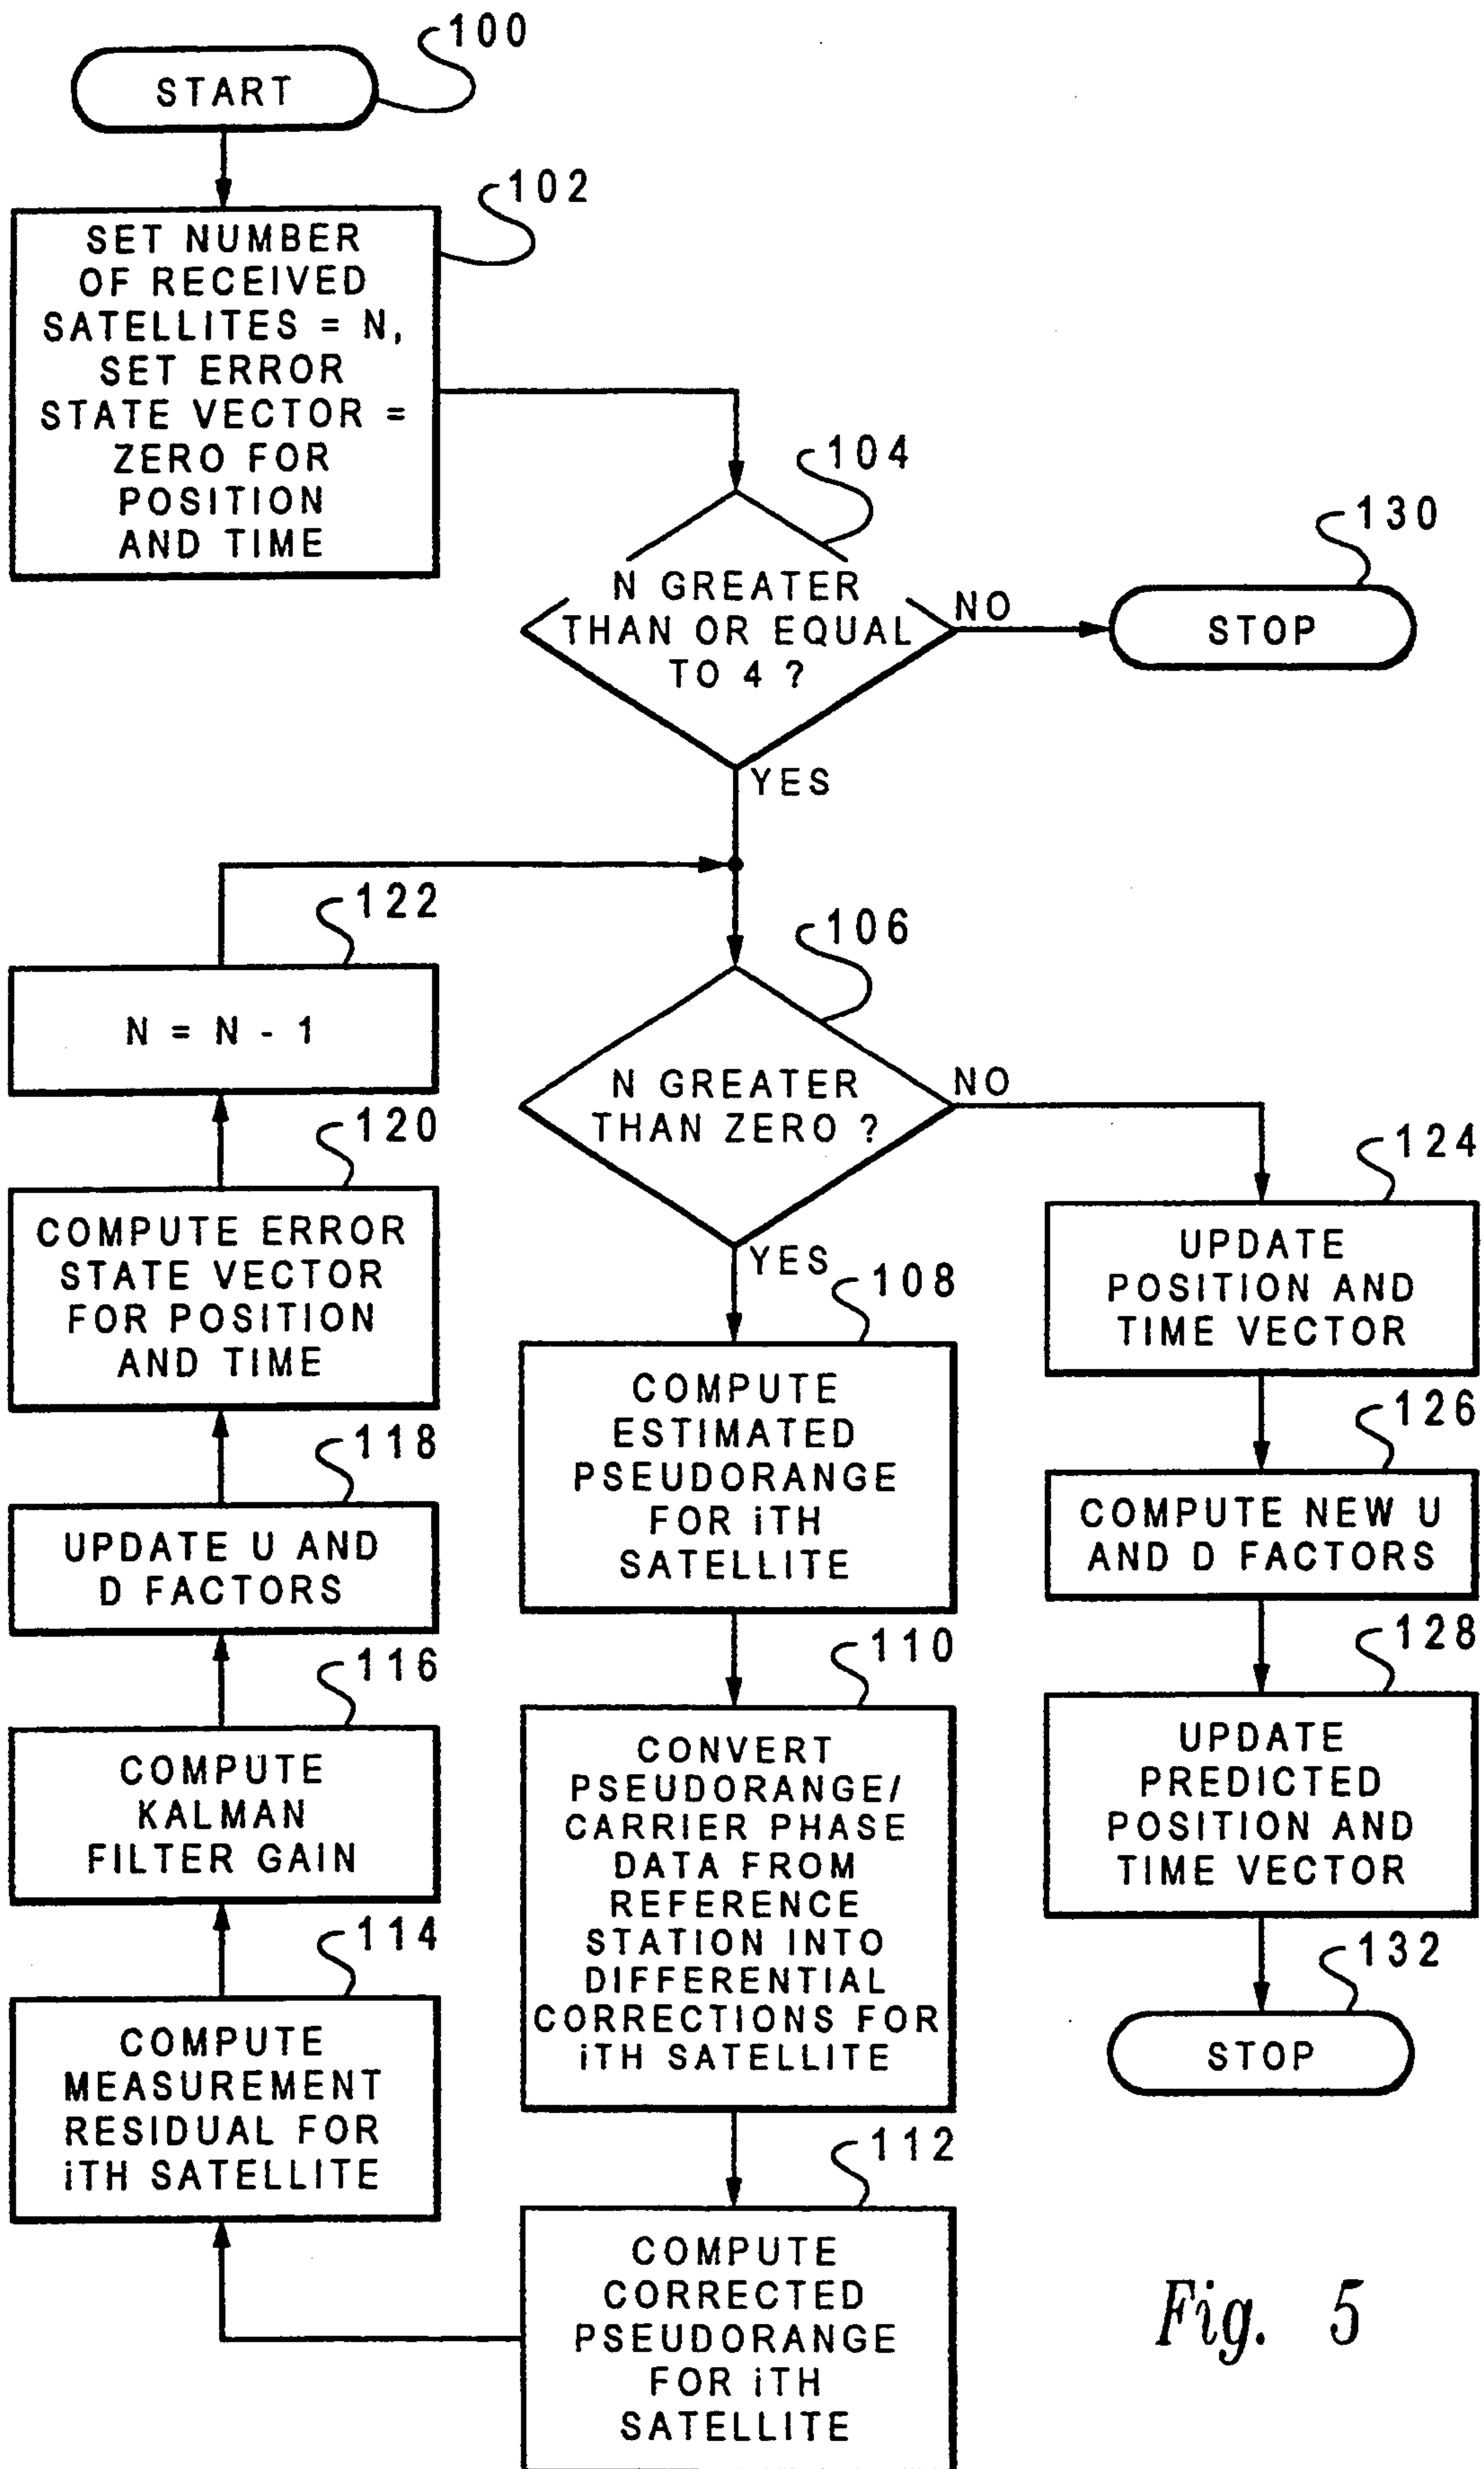 100
START
102
SET NUMBER
OF RECEIVED
SATELLITES = N,
SET ERROR
STATE VECTOR =
ZERO FOR
POSITION
AND TIME
104
N GREATER
THAN OR EQUAL
TO 4 ?
NO
130
STOP
YES
122
N = N - 1
106
N GREATER
THAN ZERO ?
NO
YES
120
COMPUTE ERROR
STATE VECTOR
FOR POSITION
AND TIME
108
COMPUTE
ESTIMATED
PSEUDORANGE
FOR iTH
SATELLITE
124
UPDATE
POSITION AND
TIME VECTOR
118
UPDATE U AND
D FACTORS
126
COMPUTE NEW U
AND D FACTORS
116
COMPUTE
KALMAN
FILTER GAIN
110
CONVERT
PSEUDORANGE/
CARRIER PHASE
DATA FROM
REFERENCE
STATION INTO
DIFFERENTIAL
CORRECTIONS FOR
iTH SATELLITE
128
UPDATE
PREDICTED
POSITION AND
TIME VECTOR
114
COMPUTE
MEASUREMENT
RESIDUAL FOR
iTH SATELLITE
132
STOP
112
COMPUTE
CORRECTED
PSEUDORANGE
FOR iTH
SATELLITE
Fig. 5